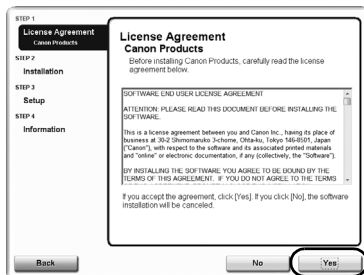 STEP 1
License Agreement
Canon Products
STEP 2
Installation
STEP 3
Setup
STEP 4
Information
License Agreement
Canon Products
Before installing Canon Products, carefully read the license
agreement below.
SOFTWARE END USER LICENSE AGREEMENT
ATTENTION: PLEASE READ THIS DOCUMENT BEFORE INSTALLING THE
SOFTWARE.
This is a license agreement between you and Canon Inc., having its place of
business at 30-2 Shimomaruko 3-chome, Ohta-ku, Tokyo 146-8501, Japan
("Canon"), with respect to the software and its associated printed materials
and "online" or electronic documentation, if any (collectively, the "Software").
BY INSTALLING THE SOFTWARE YOU AGREE TO BE BOUND BY THE
TERMS OF THIS AGREEMENT. IF YOU DO NOT AGREE TO THE TERMS
If you accept the agreement, click [Yes]. If you click [No], the software
installation will be canceled.
Back
No
Yes